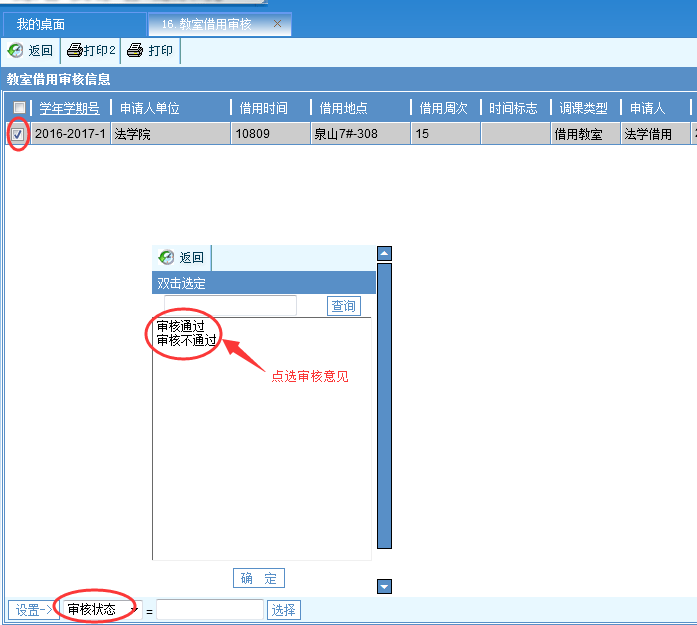 我的桌面 16. 教室借用审核 ×
返回 打印2 打印
教室借用审核信息
学年学期号 申请人单位 借用时间 借用地点 借用周次 时间标志 调课类型 申请人
2016-2017-1 法学院 10809 泉山7#-308 15 借用教室 法学借用
返回
双击选定
查询
审核通过
审核不通过
点选审核意见
确 定
设置-> 审核状态 = 选择